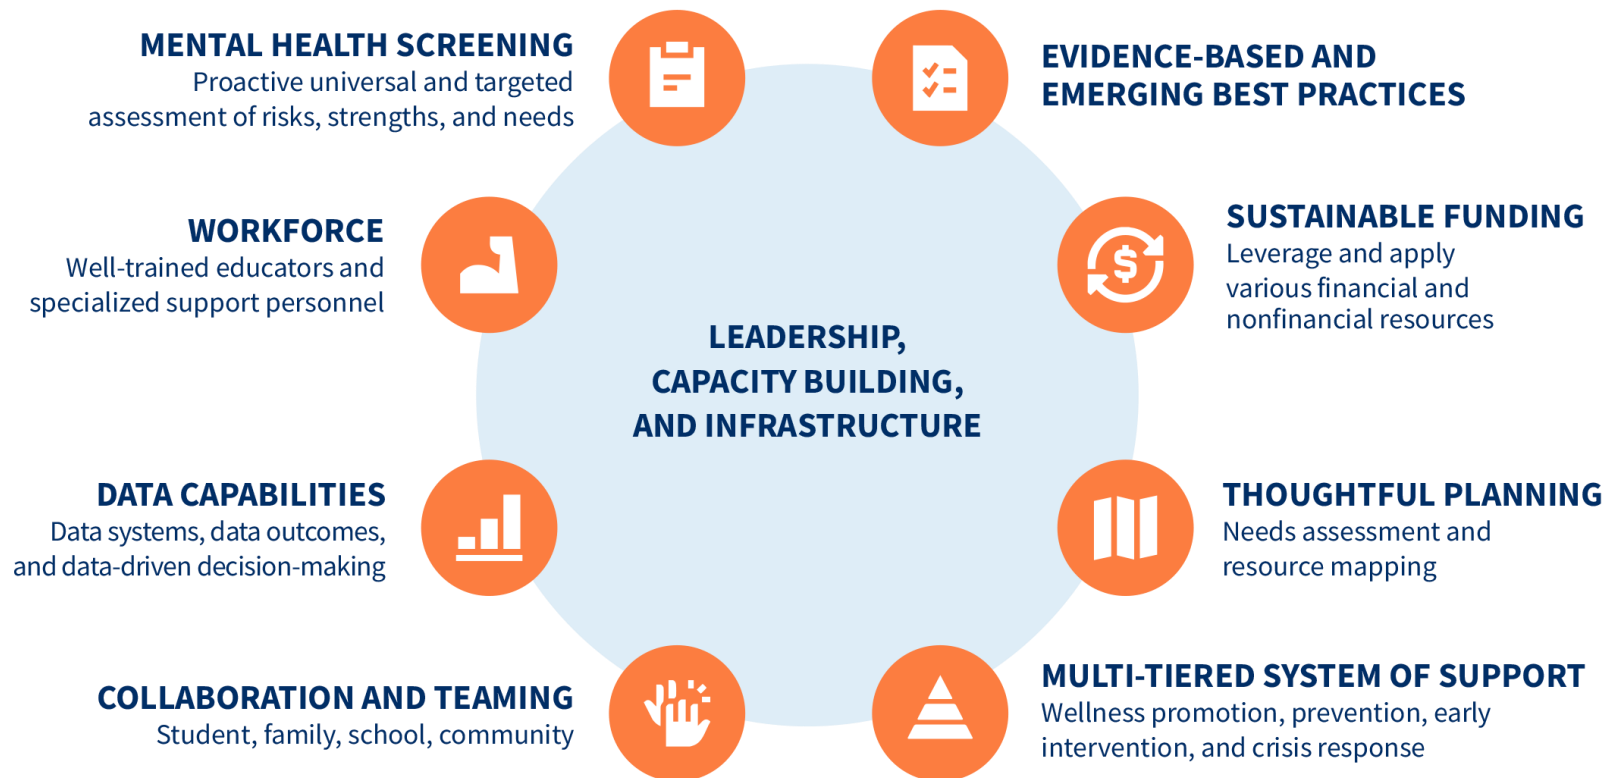 MENTAL HEALTH SCREENING
Proactive universal and targeted
assessment of risks, strengths, and needs
EVIDENCE-BASED AND
EMERGING BEST PRACTICES
WORKFORCE
Well-trained educators and
specialized support personnel
SUSTAINABLE FUNDING
Leverage and apply
various financial and
nonfinancial resources
$
LEADERSHIP,
CAPACITY BUILDING,
AND INFRASTRUCTURE
DATA CAPABILITIES
Data systems, data outcomes,
and data-driven decision-making
THOUGHTFUL PLANNING
Needs assessment and
resource mapping
COLLABORATION AND TEAMING
Student, family, school, community
MULTI-TIERED SYSTEM OF SUPPORT
Wellness promotion, prevention, early
intervention, and crisis response